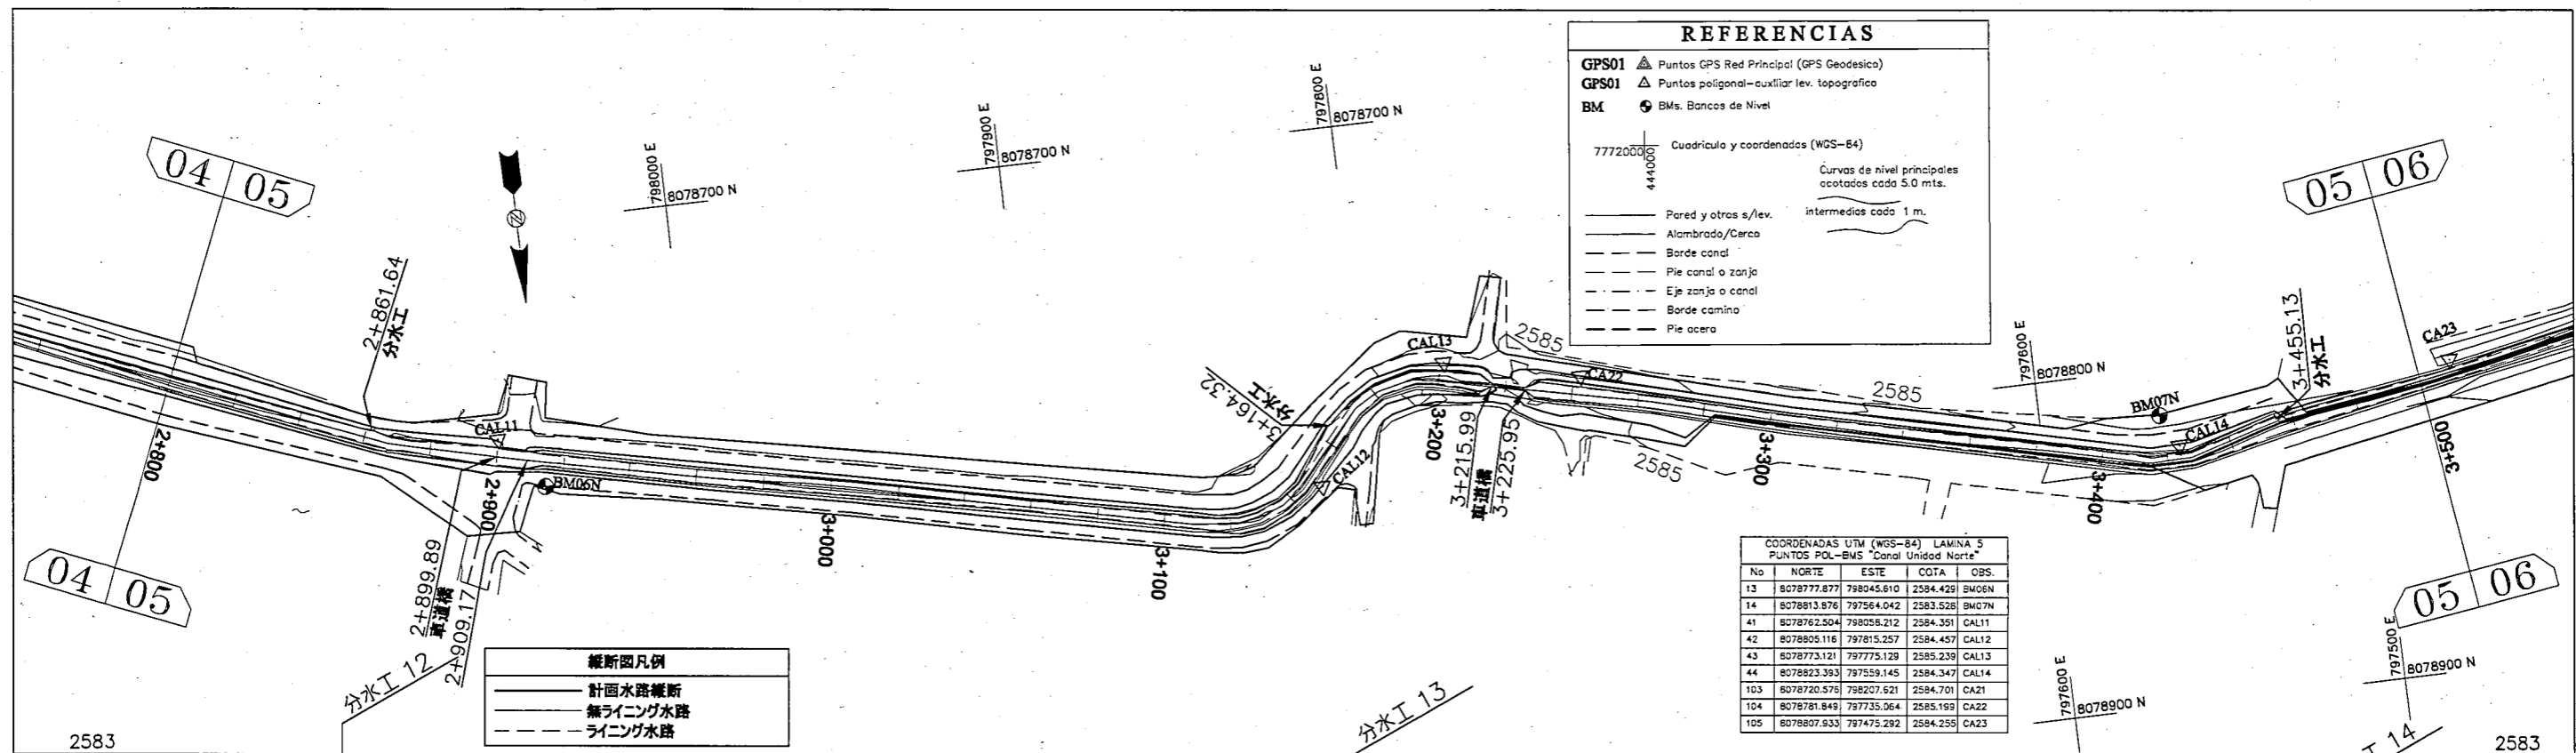 REFERENCIAS
GPS01 Puntos GPS Red Principal (GPS Geodesico)
GPS01 Puntos poligonal-auxiliar lev. topografico
BM BMs. Bancos de Nivel
7772000
444000
Cuadricula y coordenadas (WGS-84)
Curvas de nivel principales
acotados cada 5.0 mts.
intermedios cada 1 m.
Pared y otros s/lev.
Alambrado/Cerco
Borde canal
Pie canal o zanja
Eje zanja o canal
Borde camino
Pie acera
04 05
798000 E
8078700 N
797900 E
8078700 N
797800 E
8078700 N
05 06
2+861.64
分水工
CAL11
2+800
2+900
BM06N
2+899.89
車道橋
2+909.17
3+000
3+100
3+164.32
分水工
CAL12
CAL13
3+200
3+215.99
車道橋
3+225.95
2585
CA22
2585
2585
3+300
797600 E
8078800 N
BM07N
CAL14
3+400
3+455.13
分水工
CA23
3+500
04 05
05 06
分水工 12
縦断図凡例
計画水路縦断
無ライニング水路
ライニング水路
分水工 13
COORDENADAS UTM (WGS-84) LAMINA 5
PUNTOS POL-BMS "Canal Unidad Norte"
No NORTE ESTE COTA OBS.
13 8078777.877 798045.610 2584.429 BM06N
14 8078813.876 797564.042 2583.528 BM07N
41 8078762.504 798058.212 2584.351 CAL11
42 8078805.116 797815.257 2584.457 CAL12
43 8078773.121 797775.129 2585.239 CAL13
44 8078823.393 797559.145 2584.347 CAL14
103 8078720.576 798207.621 2584.701 CA21
104 8078781.849 797735.064 2585.199 CA22
105 8078807.933 797475.292 2584.255 CA23
797600 E
8078900 N
797500 E
8078900 N
工 14
2583
2583